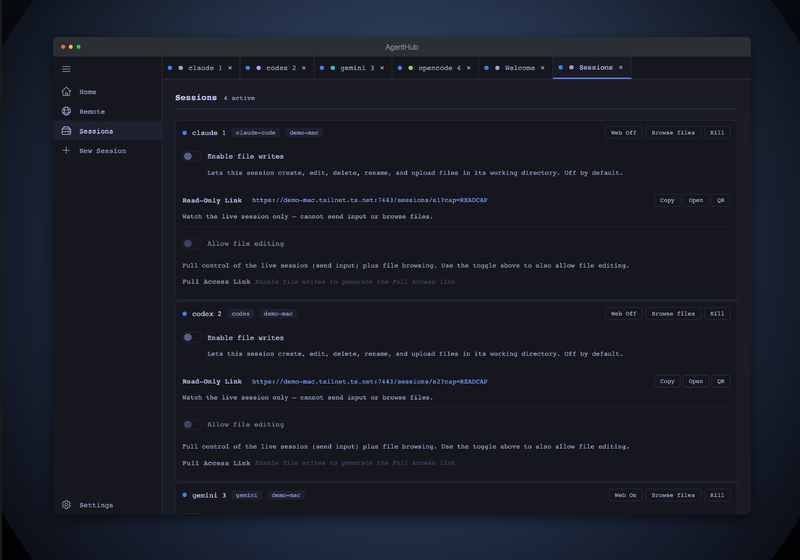 AgentHub
claude 1 × codex 2 × gemini 3 × opencode 4 × Welcome × Sessions ×
Home
Remote
Sessions
New Session
Settings
Sessions 4 active
claude 1 claude-code demo-mac Web Off Browse files Kill
Enable file writes
Lets this session create, edit, delete, rename, and upload files in its working directory. Off by default.
Read-Only Link https://demo-mac.tailnet.ts.net:7443/sessions/s1?cap=READCAP Copy Open QR
Watch the live session only — cannot send input or browse files.
Allow file editing
Full control of the live session (send input) plus file browsing. Use the toggle above to also allow file editing.
Full Access Link Enable file writes to generate the Full Access link
codex 2 codex demo-mac Web Off Browse files Kill
Enable file writes
Lets this session create, edit, delete, rename, and upload files in its working directory. Off by default.
Read-Only Link https://demo-mac.tailnet.ts.net:7443/sessions/s2?cap=READCAP Copy Open QR
Watch the live session only — cannot send input or browse files.
Allow file editing
Full control of the live session (send input) plus file browsing. Use the toggle above to also allow file editing.
Full Access Link Enable file writes to generate the Full Access link
gemini 3 gemini demo-mac Web On Browse files Kill